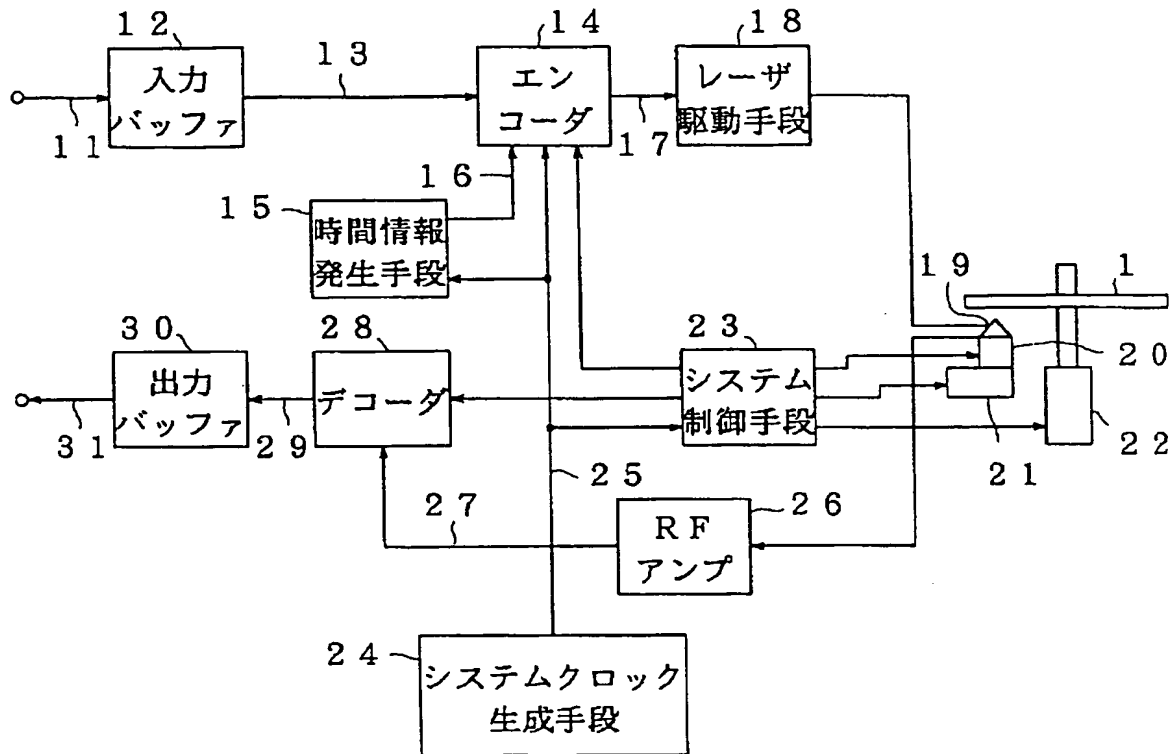 12
入力
バッファ
11
13
14
エン
コーダ
17
18
レーザ
駆動手段
16
15
時間情報
発生手段
19
1
20
21
22
23
システム
制御手段
30
出力
バッファ
31
29
28
デコーダ
25
27
26
RF
アンプ
24
システムクロック
生成手段